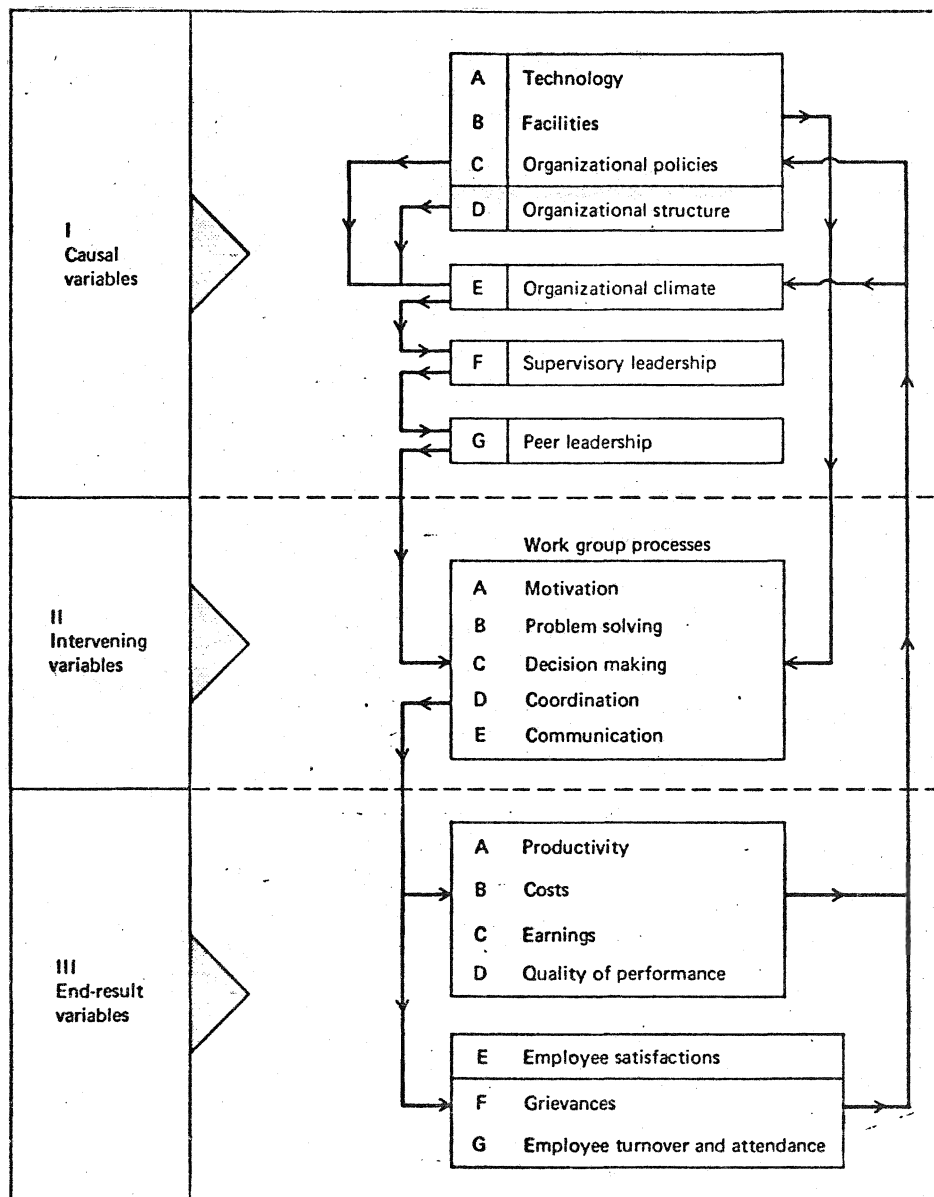 I
Causal
variables
A Technology
B Facilities
C Organizational policies
D Organizational structure
E Organizational climate
F Supervisory leadership
G Peer leadership
II
Intervening
variables
Work group processes
A Motivation
B Problem solving
C Decision making
D Coordination
E Communication
III
End-result
variables
A Productivity
B Costs
C Earnings
D Quality of performance
E Employee satisfactions
F Grievances
G Employee turnover and attendance